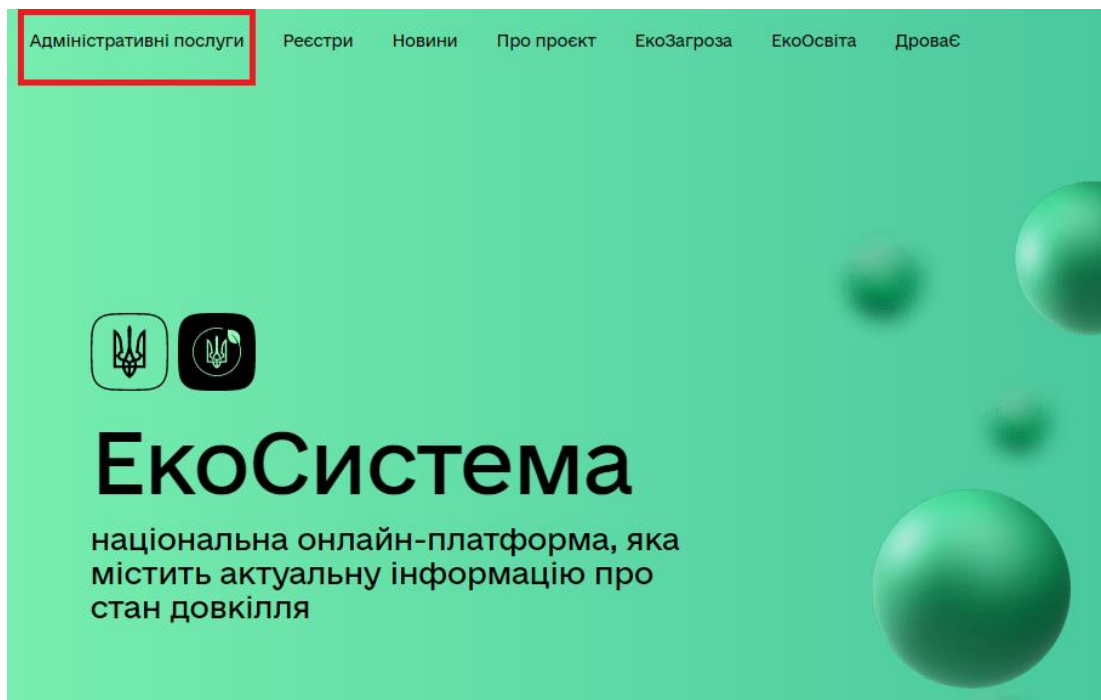 Адміністративні послуги Реєстри Новини Про проєкт ЕкоЗагроза ЕкоОсвіта ДроваЄ
ЕкоСистема
національна онлайн-платформа, яка
містить актуальну інформацію про
стан довкілля